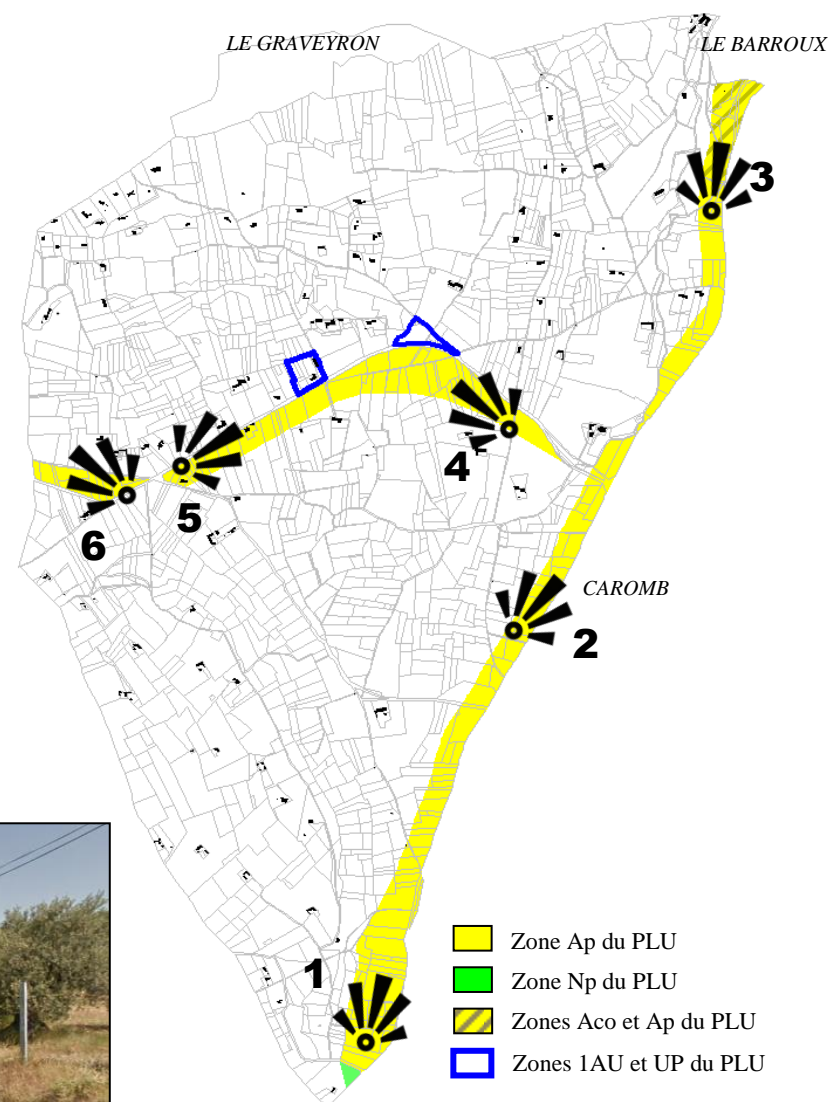 LE GRAVEYRON
LE BARROUX
3
4
5
6
CAROMB
2
1
Zone Ap du PLU
Zone Np du PLU
Zones Aco et Ap du PLU
Zones 1AU et UP du PLU